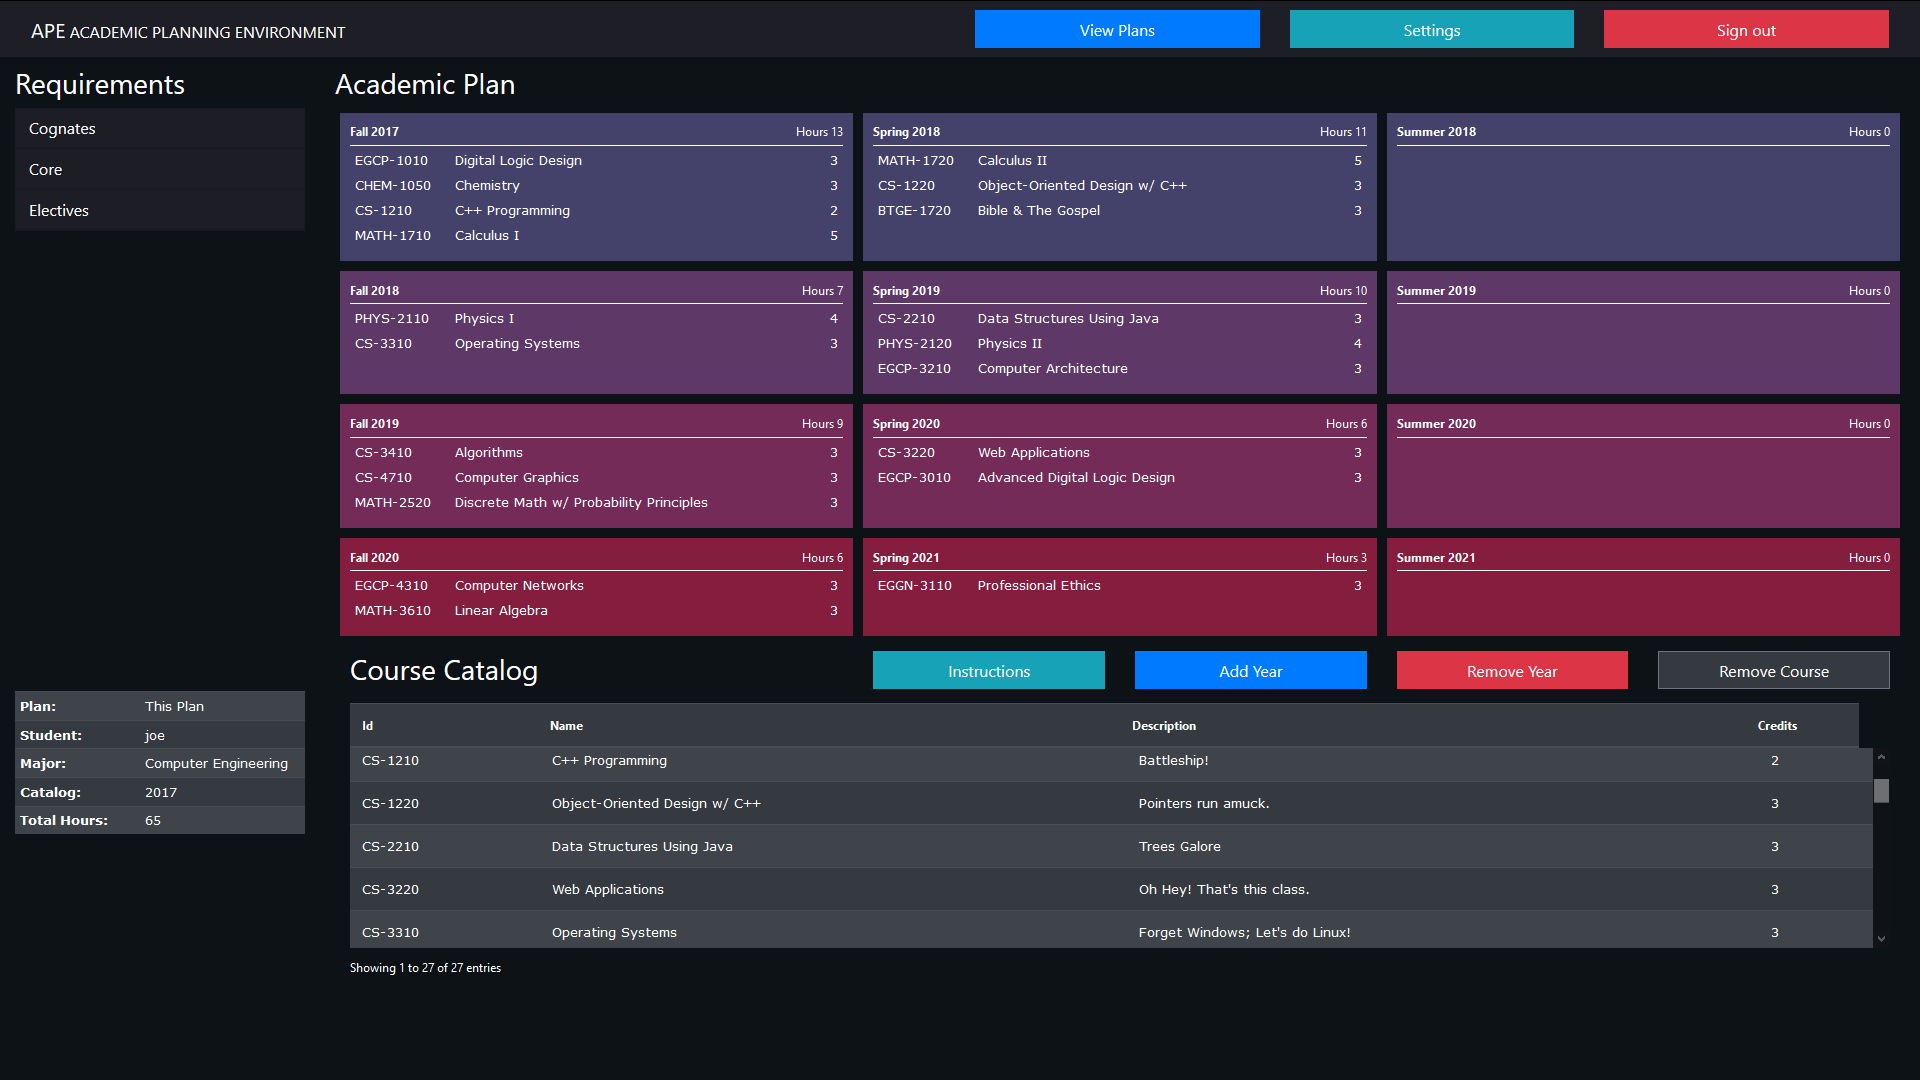 APE ACADEMIC PLANNING ENVIRONMENT
View Plans
Settings
Sign out
Requirements
Cognates
Core
Electives
Academic Plan
Fall 2017 Hours 13
EGCP-1010 Digital Logic Design 3
CHEM-1050 Chemistry 3
CS-1210 C++ Programming 2
MATH-1710 Calculus I 5
Spring 2018 Hours 11
MATH-1720 Calculus II 5
CS-1220 Object-Oriented Design w/ C++ 3
BTGE-1720 Bible & The Gospel 3
Summer 2018 Hours 0
Fall 2018 Hours 7
PHYS-2110 Physics I 4
CS-3310 Operating Systems 3
Spring 2019 Hours 10
CS-2210 Data Structures Using Java 3
PHYS-2120 Physics II 4
EGCP-3210 Computer Architecture 3
Summer 2019 Hours 0
Fall 2019 Hours 9
CS-3410 Algorithms 3
CS-4710 Computer Graphics 3
MATH-2520 Discrete Math w/ Probability Principles 3
Spring 2020 Hours 6
CS-3220 Web Applications 3
EGCP-3010 Advanced Digital Logic Design 3
Summer 2020 Hours 0
Fall 2020 Hours 6
EGCP-4310 Computer Networks 3
MATH-3610 Linear Algebra 3
Spring 2021 Hours 3
EGGN-3110 Professional Ethics 3
Summer 2021 Hours 0
Plan: This Plan
Student: joe
Major: Computer Engineering
Catalog: 2017
Total Hours: 65
Course Catalog
Instructions
Add Year
Remove Year
Remove Course
Id Name Description Credits
CS-1210 C++ Programming Battleship! 2
CS-1220 Object-Oriented Design w/ C++ Pointers run amuck. 3
CS-2210 Data Structures Using Java Trees Galore 3
CS-3220 Web Applications Oh Hey! That's this class. 3
CS-3310 Operating Systems Forget Windows; Let's do Linux! 3
Showing 1 to 27 of 27 entries